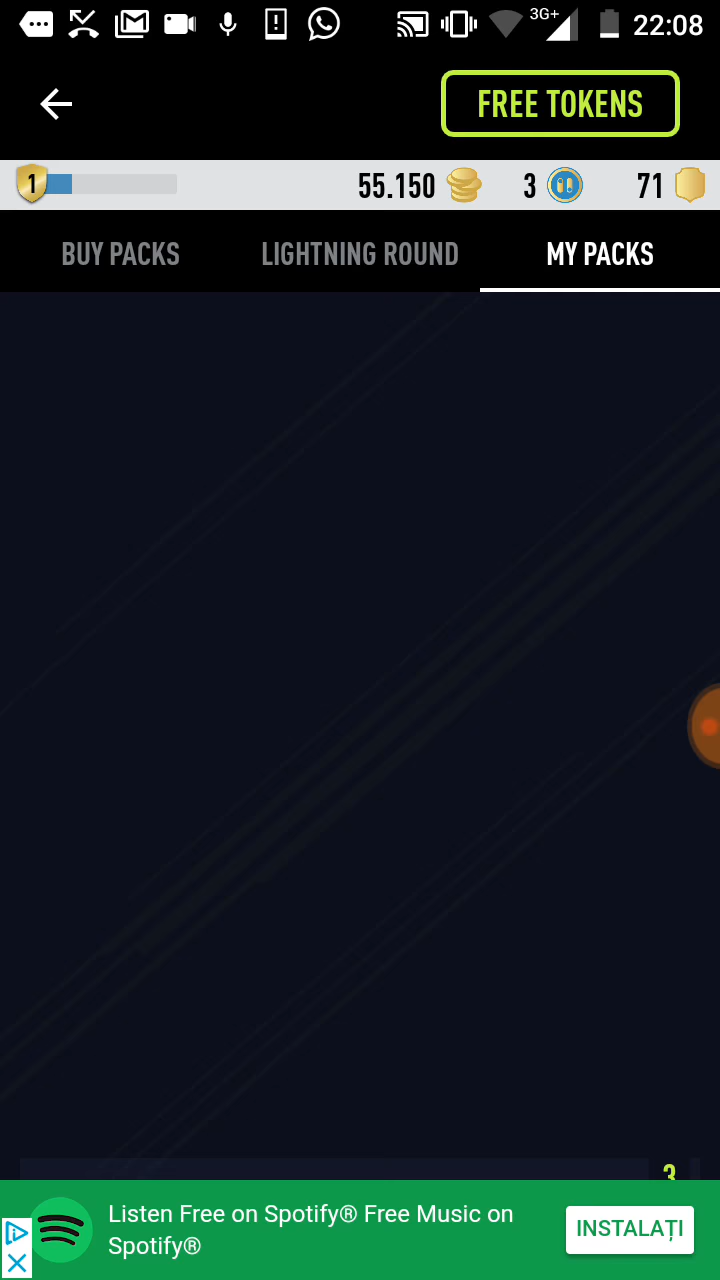 3G+ 22:08
FREE TOKENS
1 55.150 3 71
BUY PACKS LIGHTNING ROUND MY PACKS
3
Listen Free on Spotify® Free Music on
Spotify®
INSTALAȚI